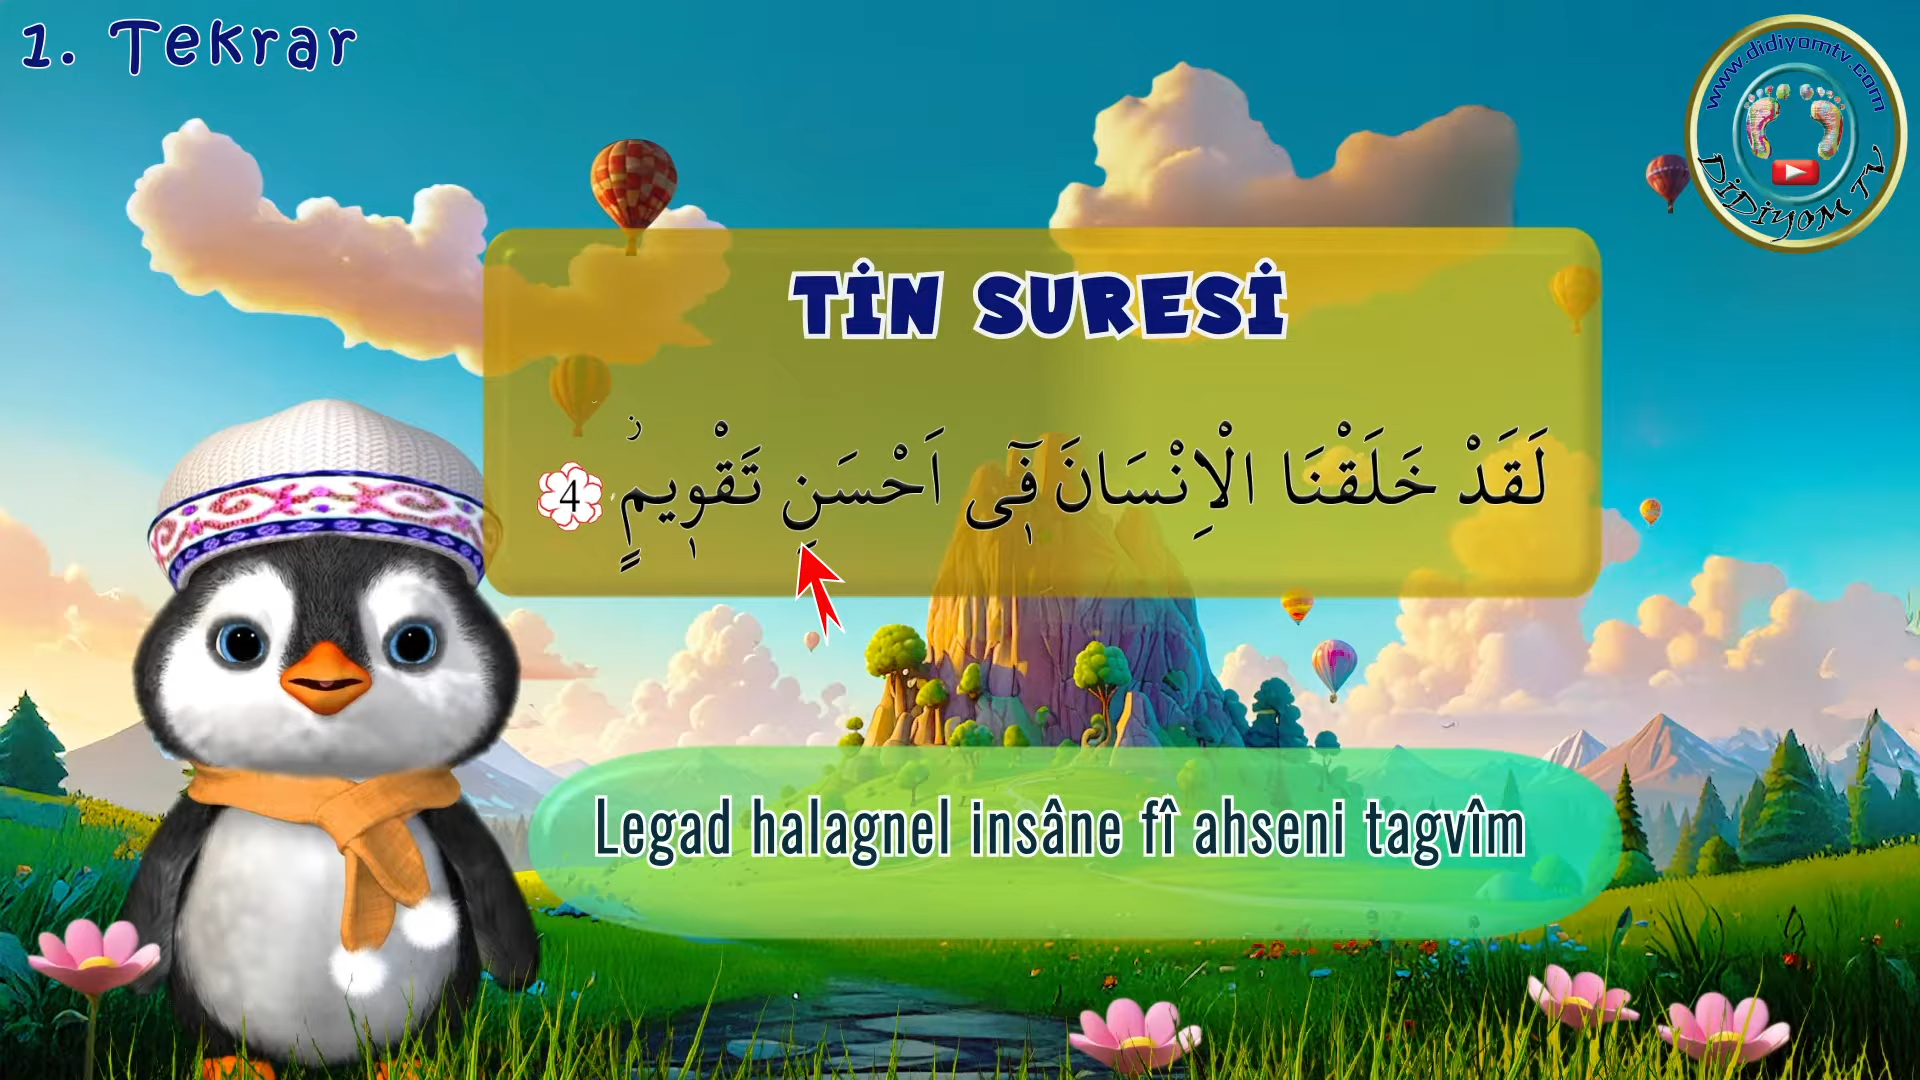 1. Tekrar
www.didiyomtv.com
DİDİYOM TV
TİN SURESİ
لَقَدْ خَلَقْنَا الْاِنْسَانَ فٖٓى اَحْسَنِ تَقْوٖيمٍۘ 4
Legad halagnel insâne fî ahseni tagvîm